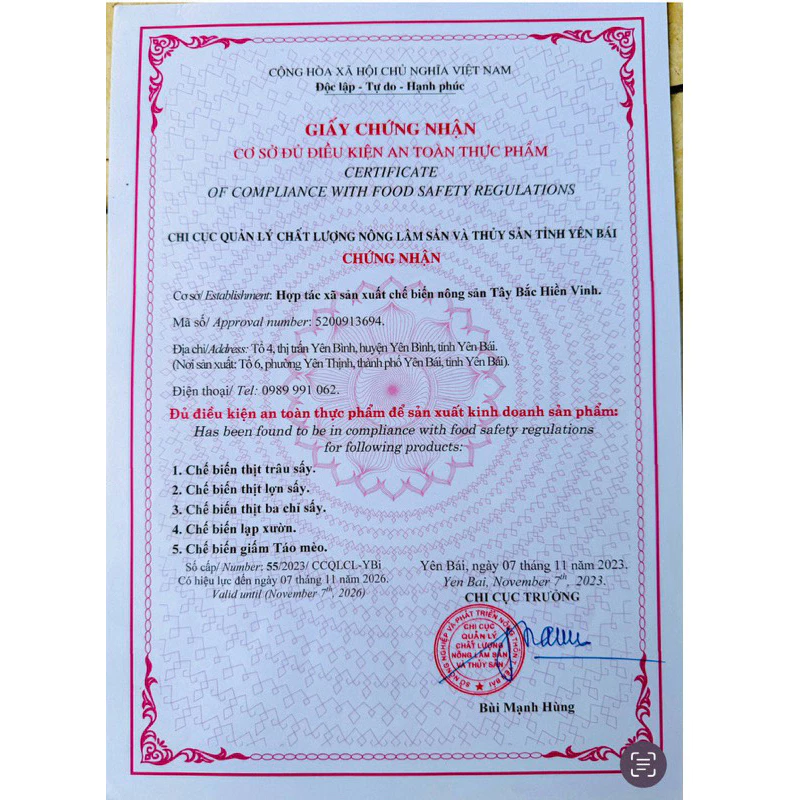 CỘNG HÒA XÃ HỘI CHỦ NGHĨA VIỆT NAM
Độc lập - Tự do - Hạnh phúc
GIẤY CHỨNG NHẬN
CƠ SỞ ĐỦ ĐIỀU KIỆN AN TOÀN THỰC PHẨM
CERTIFICATE
OF COMPLIANCE WITH FOOD SAFETY REGULATIONS
CHI CỤC QUẢN LÝ CHẤT LƯỢNG NÔNG LÂM SẢN VÀ THỦY SẢN TỈNH YÊN BÁI
CHỨNG NHẬN
Cơ sở/ Establishment: Hợp tác xã sản xuất chế biến nông sản Tây Bắc Hiền Vinh.
Mã số/ Approval number: 5200913694.
Địa chỉ/Address: Tổ 4, thị trấn Yên Bình, huyện Yên Bình, tỉnh Yên Bái.
(Nơi sản xuất: Tổ 6, phường Yên Thịnh, thành phố Yên Bái, tỉnh Yên Bái).
Điện thoại/ Tel: 0989 991 062.
Đủ điều kiện an toàn thực phẩm để sản xuất kinh doanh sản phẩm:
Has been found to be in compliance with food safety regulations
for following products:
1. Chế biến thịt trâu sấy.
2. Chế biến thịt lợn sấy.
3. Chế biến thịt ba chỉ sấy.
4. Chế biến lạp xườn.
5. Chế biến giấm Táo mèo.
Số cấp/ Number: 55/2023/ CCQLCL-YBi
Có hiệu lực đến ngày 07 tháng 11 năm 2026.
Valid until (November 7th, 2026)
Yên Bái, ngày 07 tháng 11 năm 2023.
Yen Bai, November 7th, 2023.
CHI CỤC TRƯỞNG
SỞ NÔNG NGHIỆP VÀ PHÁT TRIỂN NÔNG THÔN
CHI CỤC
QUẢN LÝ
CHẤT LƯỢNG
NÔNG LÂM SẢN
VÀ THỦY SẢN
Bùi Mạnh Hùng